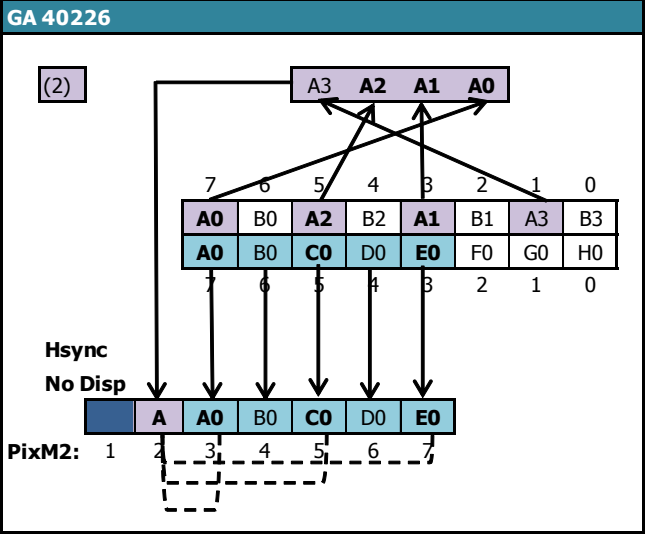 GA 40226
(2) A3 A2 A1 A0
7 6 5 4 3 2 1 0
A0 B0 A2 B2 A1 B1 A3 B3
A0 B0 C0 D0 E0 F0 G0 H0
7 6 5 4 3 2 1 0
Hsync
No Disp
A A0 B0 C0 D0 E0
PixM2: 1 2 3 4 5 6 7